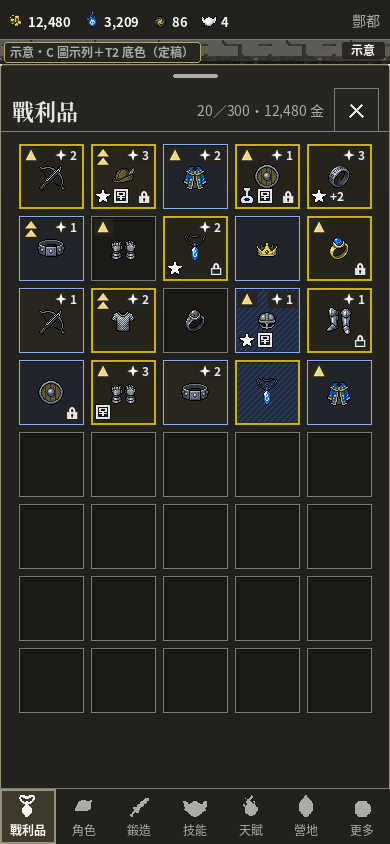 12,480 3,209 86 4 酆都
示意・C 圖示列＋T2 底色（定稿） 示意
戰利品 20／300・12,480 金
2 3 2 1 3
+2
1 2
1 2 1 1
3 2
戰利品 角色 鍛造 技能 天賦 營地 更多